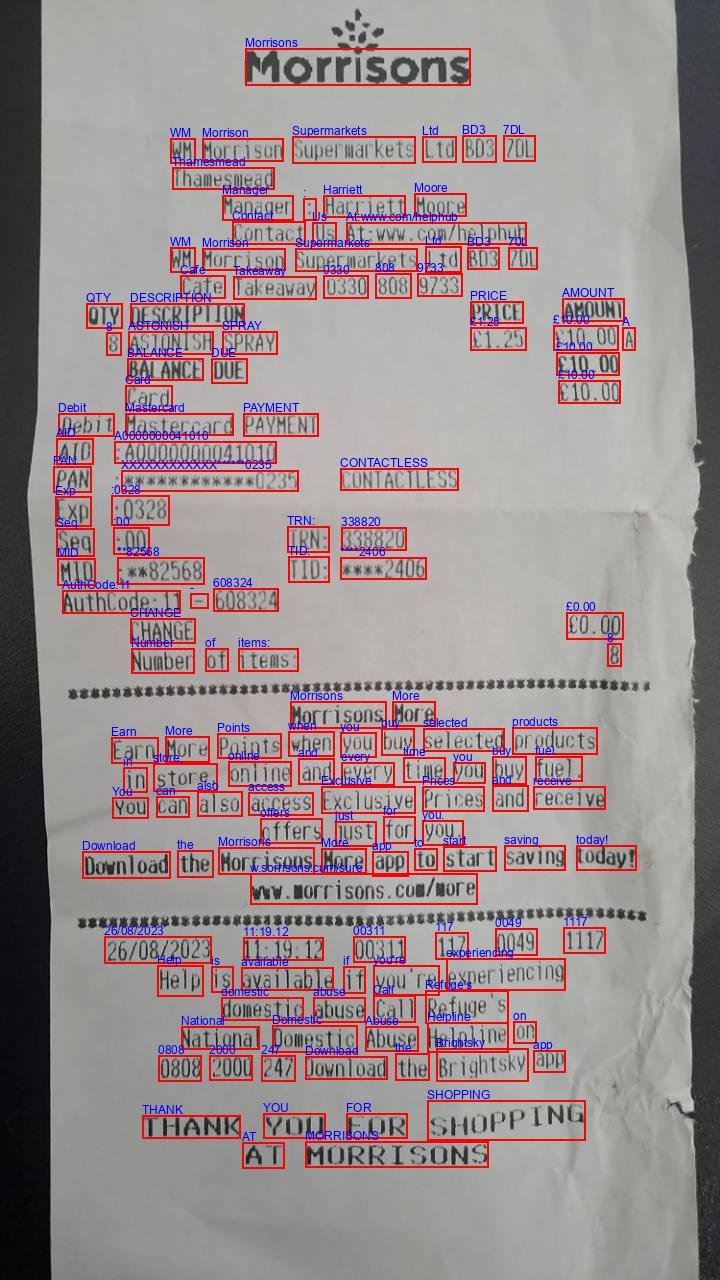 Morrisons
WM Morrison Supermarkets Ltd BD3 7DL
Thamesmead
Manager : Harriett Moore
Contact Us At:www.com/helphub
WM Morrison Supermarkets Ltd BD3 7DL
Cafe Takeaway 0330 808 9733
QTY DESCRIPTION PRICE AMOUNT
8 ASTONISH SPRAY £1.25 £10.00 A
BALANCE DUE £10.00
Card £10.00
Debit Mastercard PAYMENT
AID :A0000000041010
PAN :************0235 CONTACTLESS
Exp :0328
Seq :00 TRN: 338820
MID :**82568 TID: ****2406
AuthCode:11 - 608324
CHANGE £0.00
Number of items: 8
Morrisons More
Earn More Points when you buy selected products
in store, online and every time you buy fuel.
You can also access Exclusive Prices and receive
offers just for you.
Download the Morrisons More app to start saving today!
www.morrisons.com/more
26/08/2023 11:19:12 00311 117 0049 1117
Help is available if you're experiencing
domestic abuse Call Refuge's
National Domestic Abuse Helpline on
0808 2000 247 Download the Brightsky app
THANK YOU FOR SHOPPING
AT MORRISONS